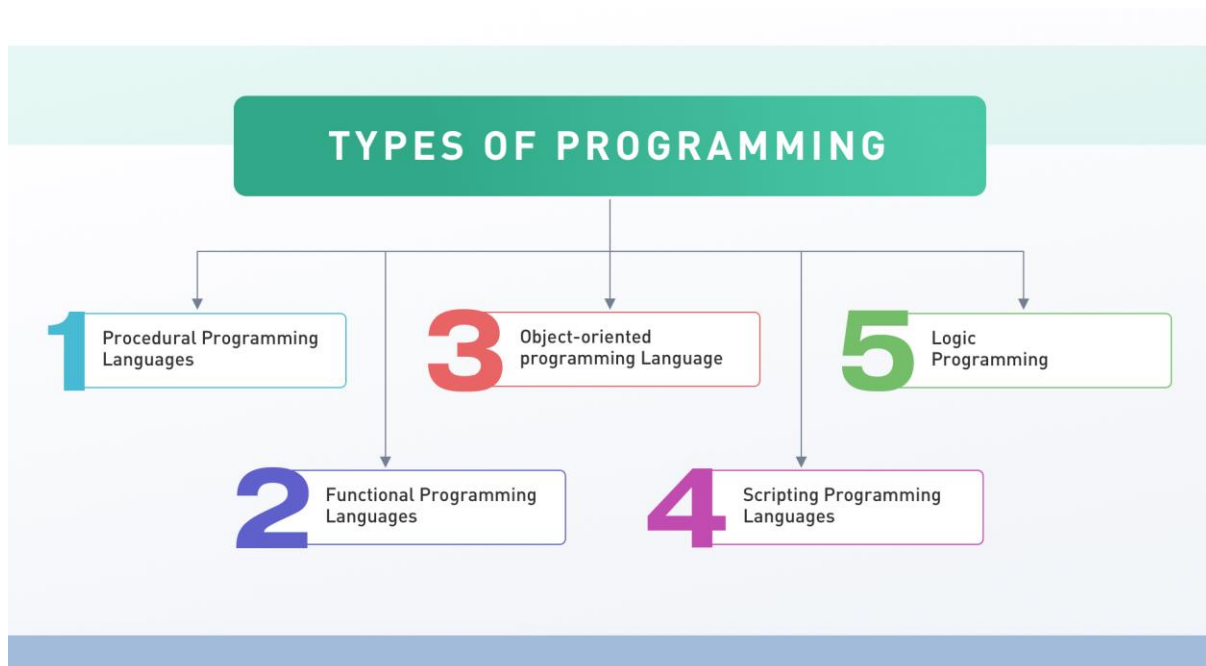 TYPES OF PROGRAMMING
1
Procedural Programming
Languages
2
Functional Programming
Languages
3
Object-oriented
programming Language
4
Scripting Programming
Languages
5
Logic
Programming